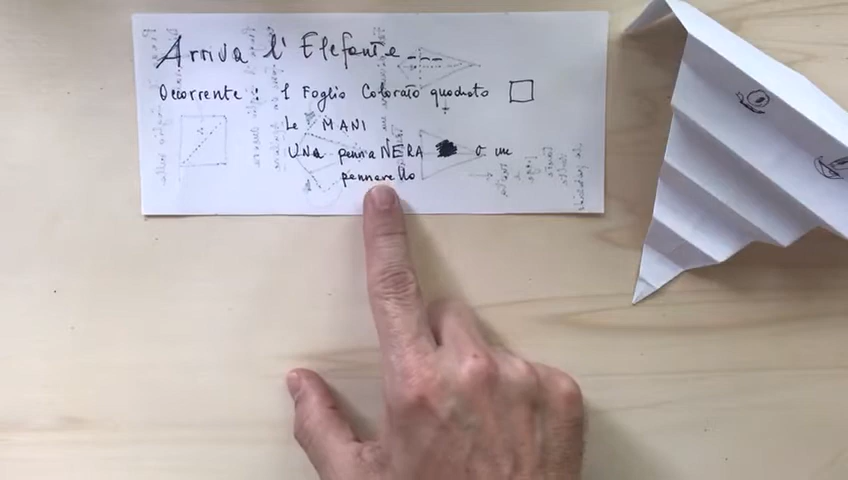 Arriva l' Elefante ---
Occorrente : 1 Foglio Colorato quadrato
Le MANI
UNA penna NERA o un
pennarello